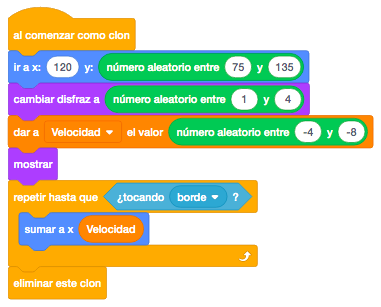 al comenzar como clon
ir a x: 120 y: número aleatorio entre 75 y 135
cambiar disfraz a número aleatorio entre 1 y 4
dar a Velocidad el valor número aleatorio entre -4 y -8
mostrar
repetir hasta que ¿tocando borde ?
sumar a x Velocidad
eliminar este clon